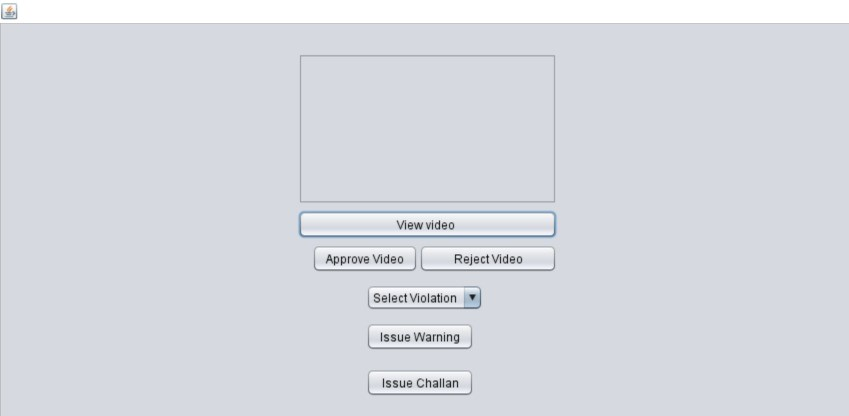 View video
Approve Video Reject Video
Select Violation
Issue Warning
Issue Challan